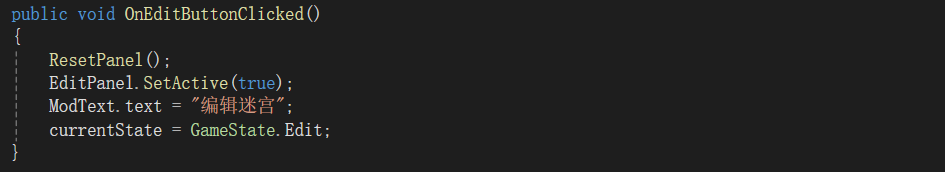 public void OnEditButtonClicked()
{
ResetPanel();
EditPanel.SetActive(true);
ModText.text = "编辑迷宫";
currentState = GameState.Edit;
}